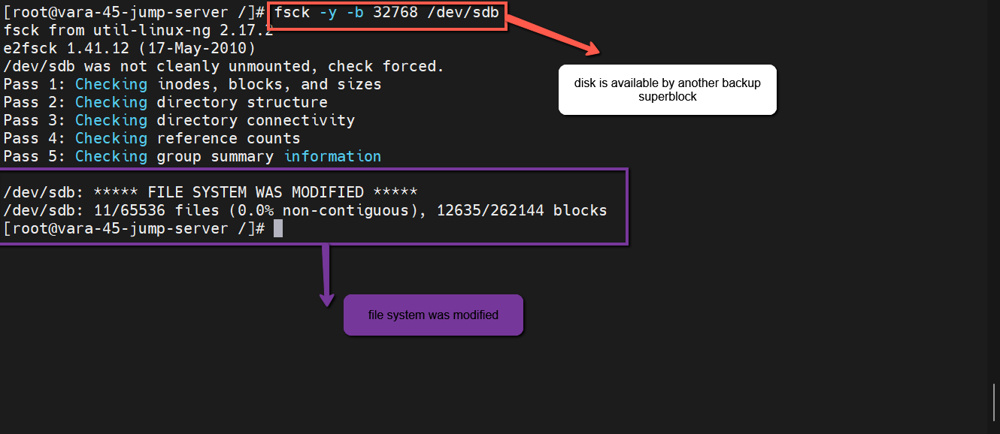 [root@vara-45-jump-server /]# fsck -y -b 32768 /dev/sdb
fsck from util-linux-ng 2.17.2
e2fsck 1.41.12 (17-May-2010)
/dev/sdb was not cleanly unmounted, check forced.
Pass 1: Checking inodes, blocks, and sizes
Pass 2: Checking directory structure
Pass 3: Checking directory connectivity
Pass 4: Checking reference counts
Pass 5: Checking group summary information
disk is available by another backup
superblock
/dev/sdb: ***** FILE SYSTEM WAS MODIFIED *****
/dev/sdb: 11/65536 files (0.0% non-contiguous), 12635/262144 blocks
[root@vara-45-jump-server /]#
file system was modified